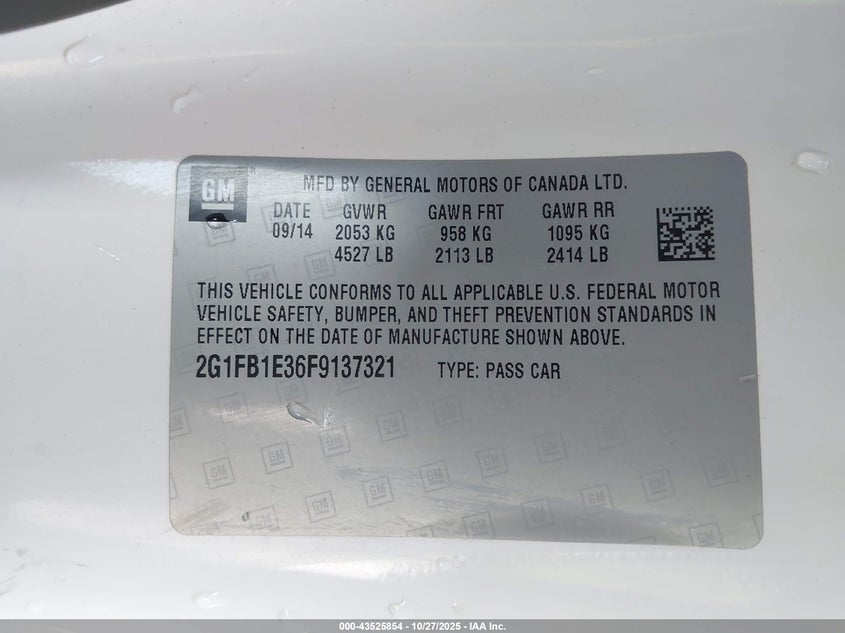 GM
MFD BY GENERAL MOTORS OF CANADA LTD.
DATE GVWR GAWR FRT GAWR RR
09/14 2053 KG 958 KG 1095 KG
4527 LB 2113 LB 2414 LB
THIS VEHICLE CONFORMS TO ALL APPLICABLE U.S. FEDERAL MOTOR
VEHICLE SAFETY, BUMPER, AND THEFT PREVENTION STANDARDS IN
EFFECT ON THE DATE OF MANUFACTURE SHOWN ABOVE.
2G1FB1E36F9137321 TYPE: PASS CAR
000-43525854 | 10/27/2025 - IAA Inc.